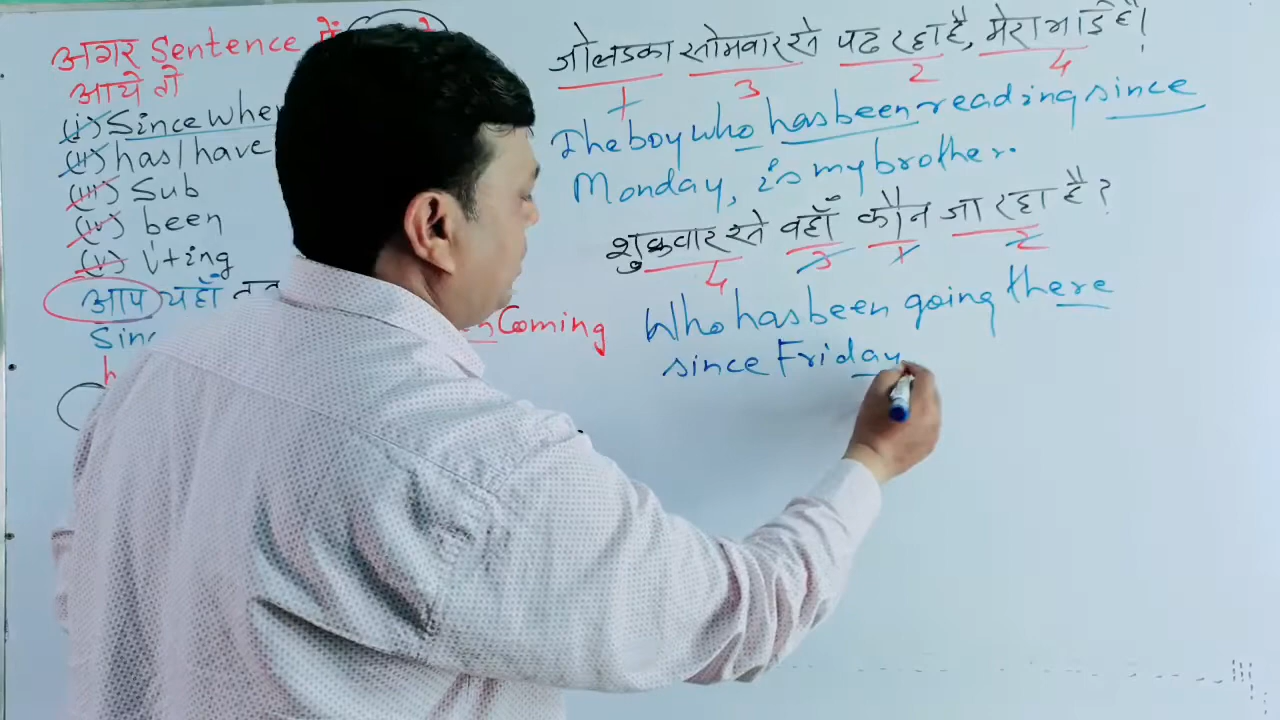 अगर Sentence में
आये तो
(i) Since when
(ii) has/have
(iii) Sub
(iv) been
(v) V+ing
आप यहाँ
Coming
जो लडका सोमवार से पढ रहा है, मेरा भाई है।
1 3 2 4
The boy who has been reading since
Monday, is my brother.
शुक्रवार से वहाँ कौन जा रहा है?
4 3 1 2
Who has been going there
since Friday